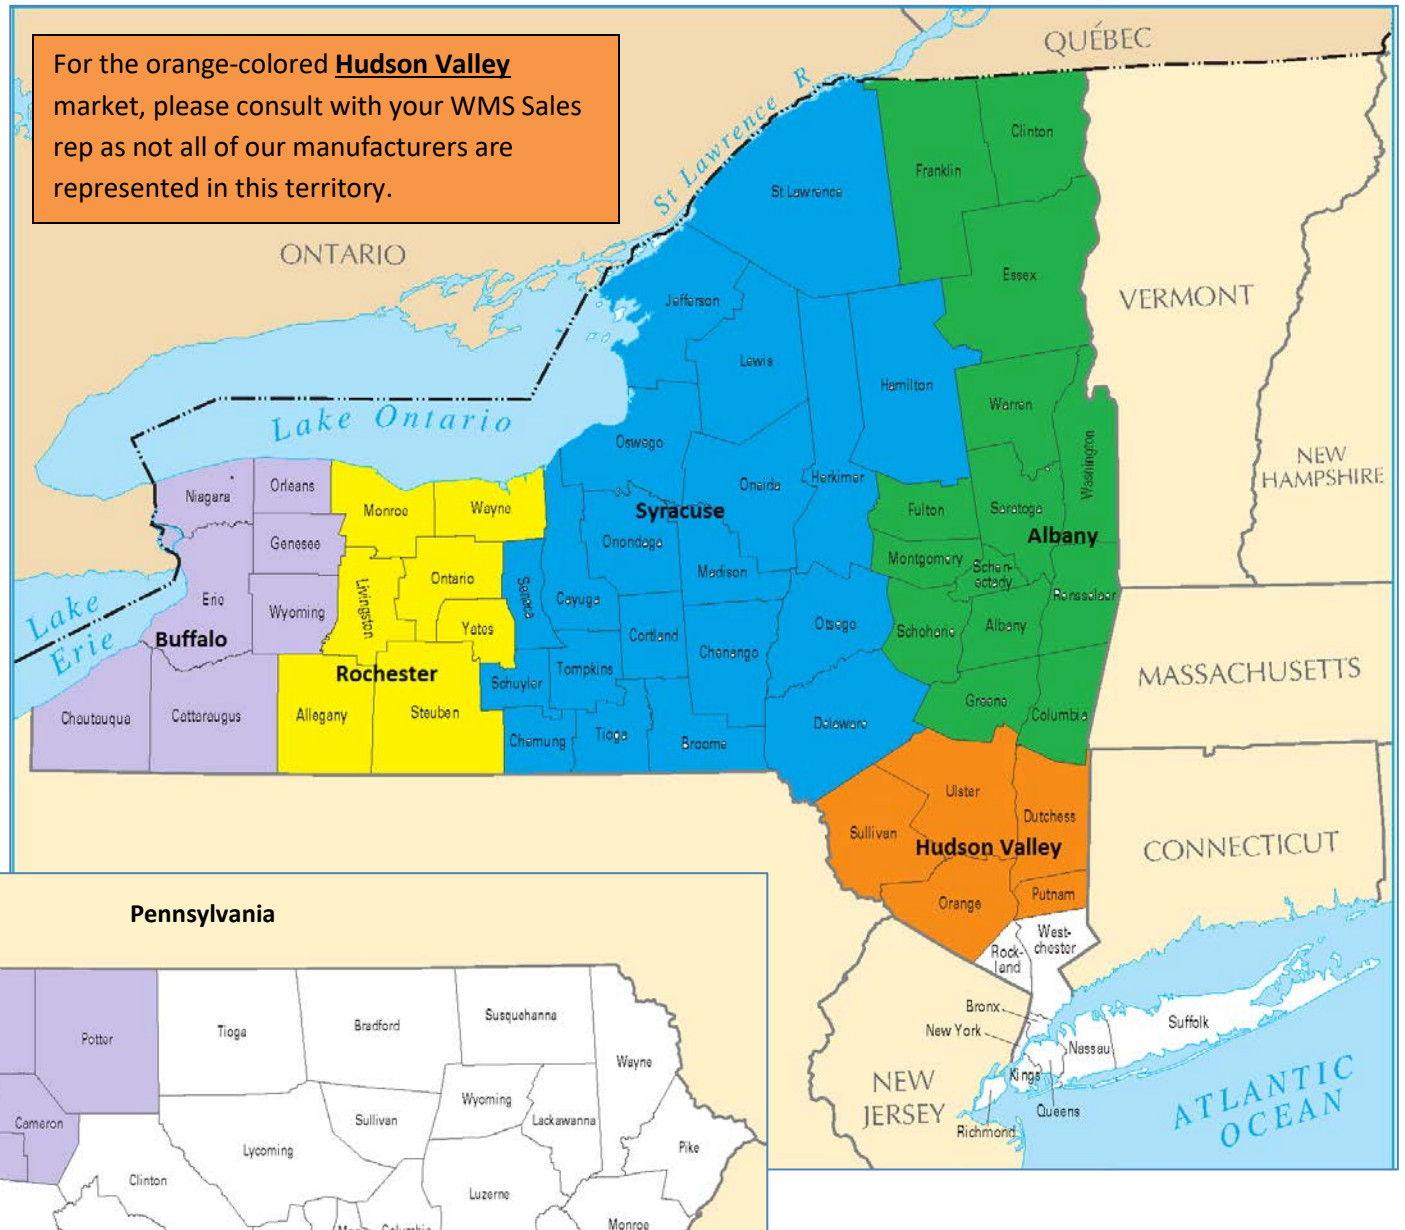 For the orange-colored Hudson Valley
market, please consult with your WMS Sales
rep as not all of our manufacturers are
represented in this territory.
QUÉBEC
ONTARIO
St Lawrence R
VERMONT
NEW
HAMPSHIRE
MASSACHUSETTS
CONNECTICUT
NEW
JERSEY
ATLANTIC
OCEAN
Lake Ontario
Lake
Erie
Clinton
Franklin
St Lawrence
Essex
Jefferson
Lewis
Hamilton
Warren
Washington
Oswego
Oneida
Herkimer
Niagara
Orleans
Monroe
Wayne
Syracuse
Fulton
Saratoga
Albany
Genesee
Onondaga
Madison
Montgomery
Schen-
ectady
Ontario
Livingston
Seneca
Cayuga
Erie
Wyoming
Yates
Cortland
Chenango
Otsego
Schoharie
Albany
Rensselaer
Buffalo
Rochester
Tompkins
Schuyler
Chautauqua
Cattaraugus
Allegany
Steuben
Chemung
Tioga
Broome
Delaware
Greene
Columbia
Ulster
Sullivan
Dutchess
Hudson Valley
Orange
Putnam
West-
chester
Rock-
land
Bronx
New York
Nassau
Suffolk
Kings
Queens
Richmond
Pennsylvania
Potter
Tioga
Bradford
Susquehanna
Wayne
Cameron
Wyoming
Sullivan
Lackawanna
Lycoming
Pike
Clinton
Luzerne
Monroe